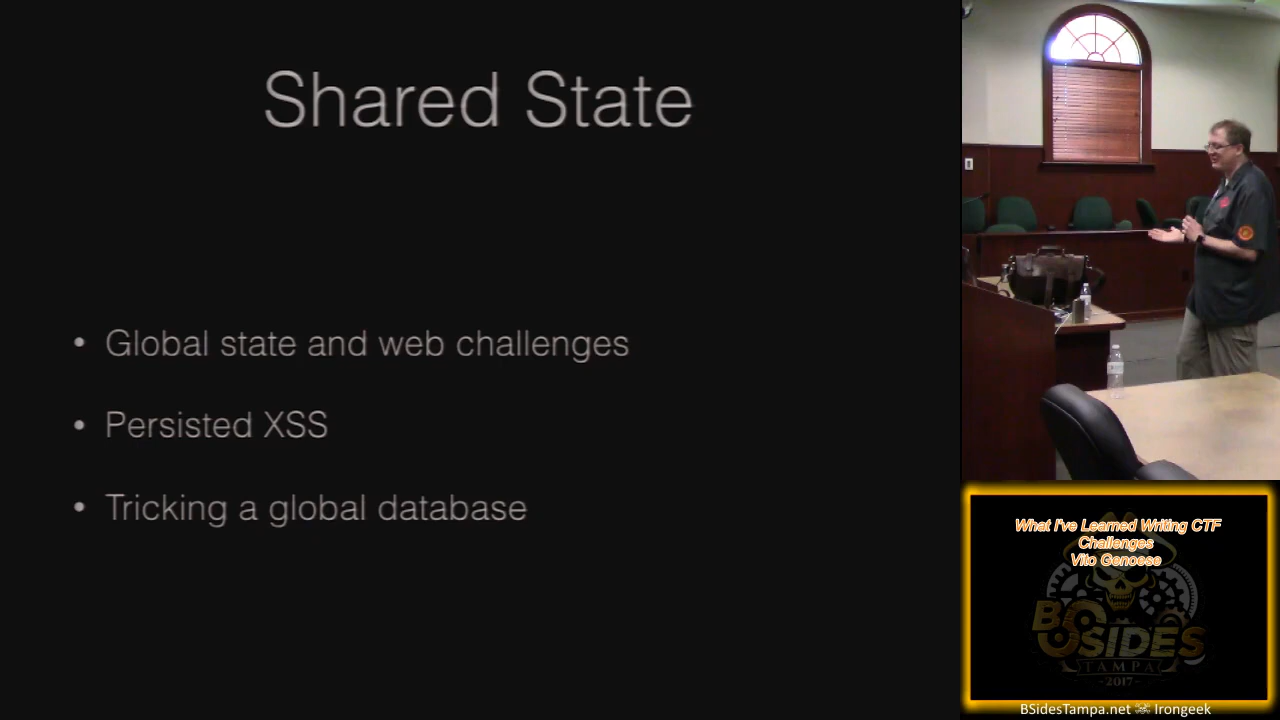 Shared State
• Global state and web challenges
• Persisted XSS
• Tricking a global database
What I've Learned Writing CTF
Challenges
Vito Genoese
BSIDES
TAMPA
-2017-
BSidesTampa.net ☠ Irongeek